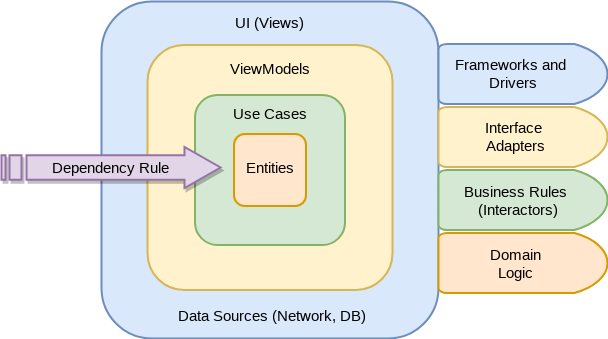 UI (Views)
ViewModels
Use Cases
Entities
Dependency Rule
Data Sources (Network, DB)
Frameworks and
Drivers
Interface
Adapters
Business Rules
(Interactors)
Domain
Logic